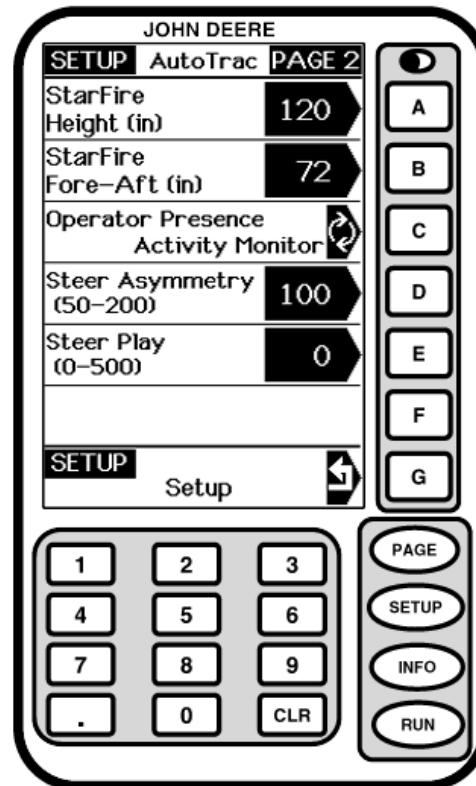 JOHN DEERE
SETUP AutoTrac PAGE 2
StarFire
Height (in) 120
StarFire
Fore-Aft (in) 72
Operator Presence
Activity Monitor
Steer Asymmetry
(50-200) 100
Steer Play
(0-500) 0
SETUP
Setup
A
B
C
D
E
F
G
1 2 3
4 5 6
7 8 9
. 0 CLR
PAGE
SETUP
INFO
RUN